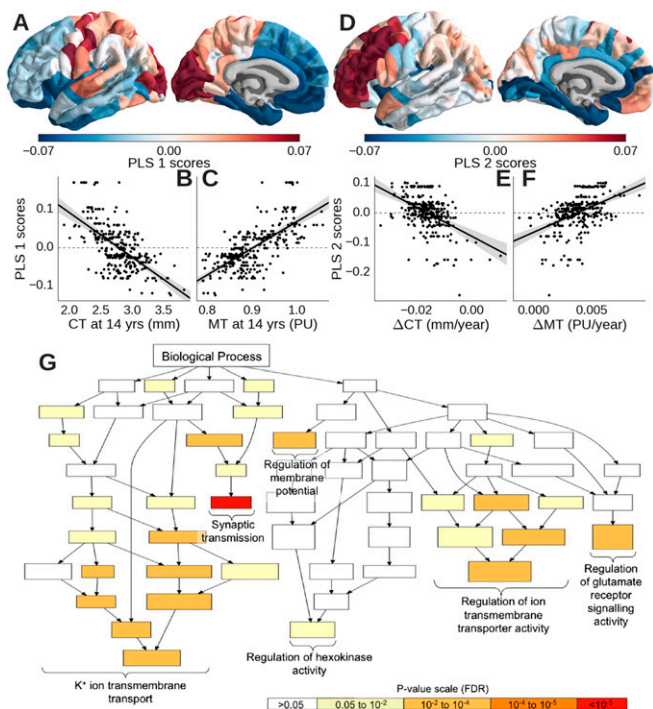 A
D
−0.07 0.00 0.07
PLS 1 scores
−0.07 0.00 0.07
PLS 2 scores
B
C
E
F
PLS 1 scores
0.1
0.0
−0.1
2.0 2.5 3.0 3.5
CT at 14 yrs (mm)
0.8 0.9 1.0
MT at 14 yrs (PU)
PLS 2 scores
0.1
0.0
−0.1
−0.2
−0.02 0.00
ΔCT (mm/year)
0.000 0.005
ΔMT (PU/year)
G
Biological Process
Regulation of
membrane
potential
Synaptic
transmission
Regulation of ion
transmembrane
transporter activity
Regulation
of glutamate
receptor
signalling
activity
Regulation of hexokinase
activity
K⁺ ion transmembrane
transport
P-value scale (FDR)
>0.05 0.05 to 10⁻² 10⁻² to 10⁻⁴ 10⁻⁴ to 10⁻⁵ <10⁻⁵